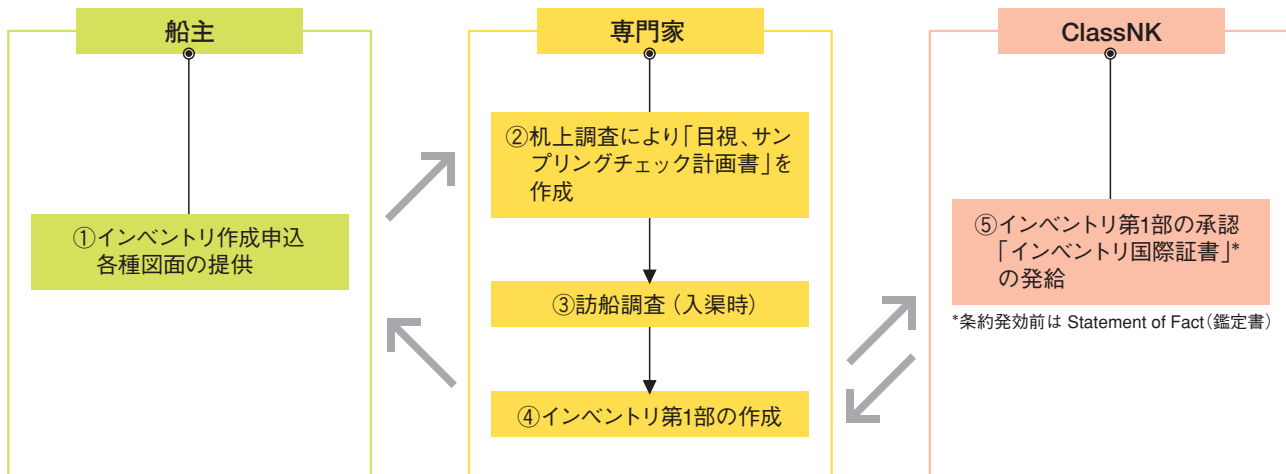 船主
①インベントリ作成申込
各種図面の提供
専門家
②机上調査により「目視、サン
プリングチェック計画書」を
作成
③訪船調査（入渠時）
④インベントリ第1部の作成
ClassNK
⑤インベントリ第1部の承認
「インベントリ国際証書」*
の発給
*条約発効前は Statement of Fact（鑑定書）